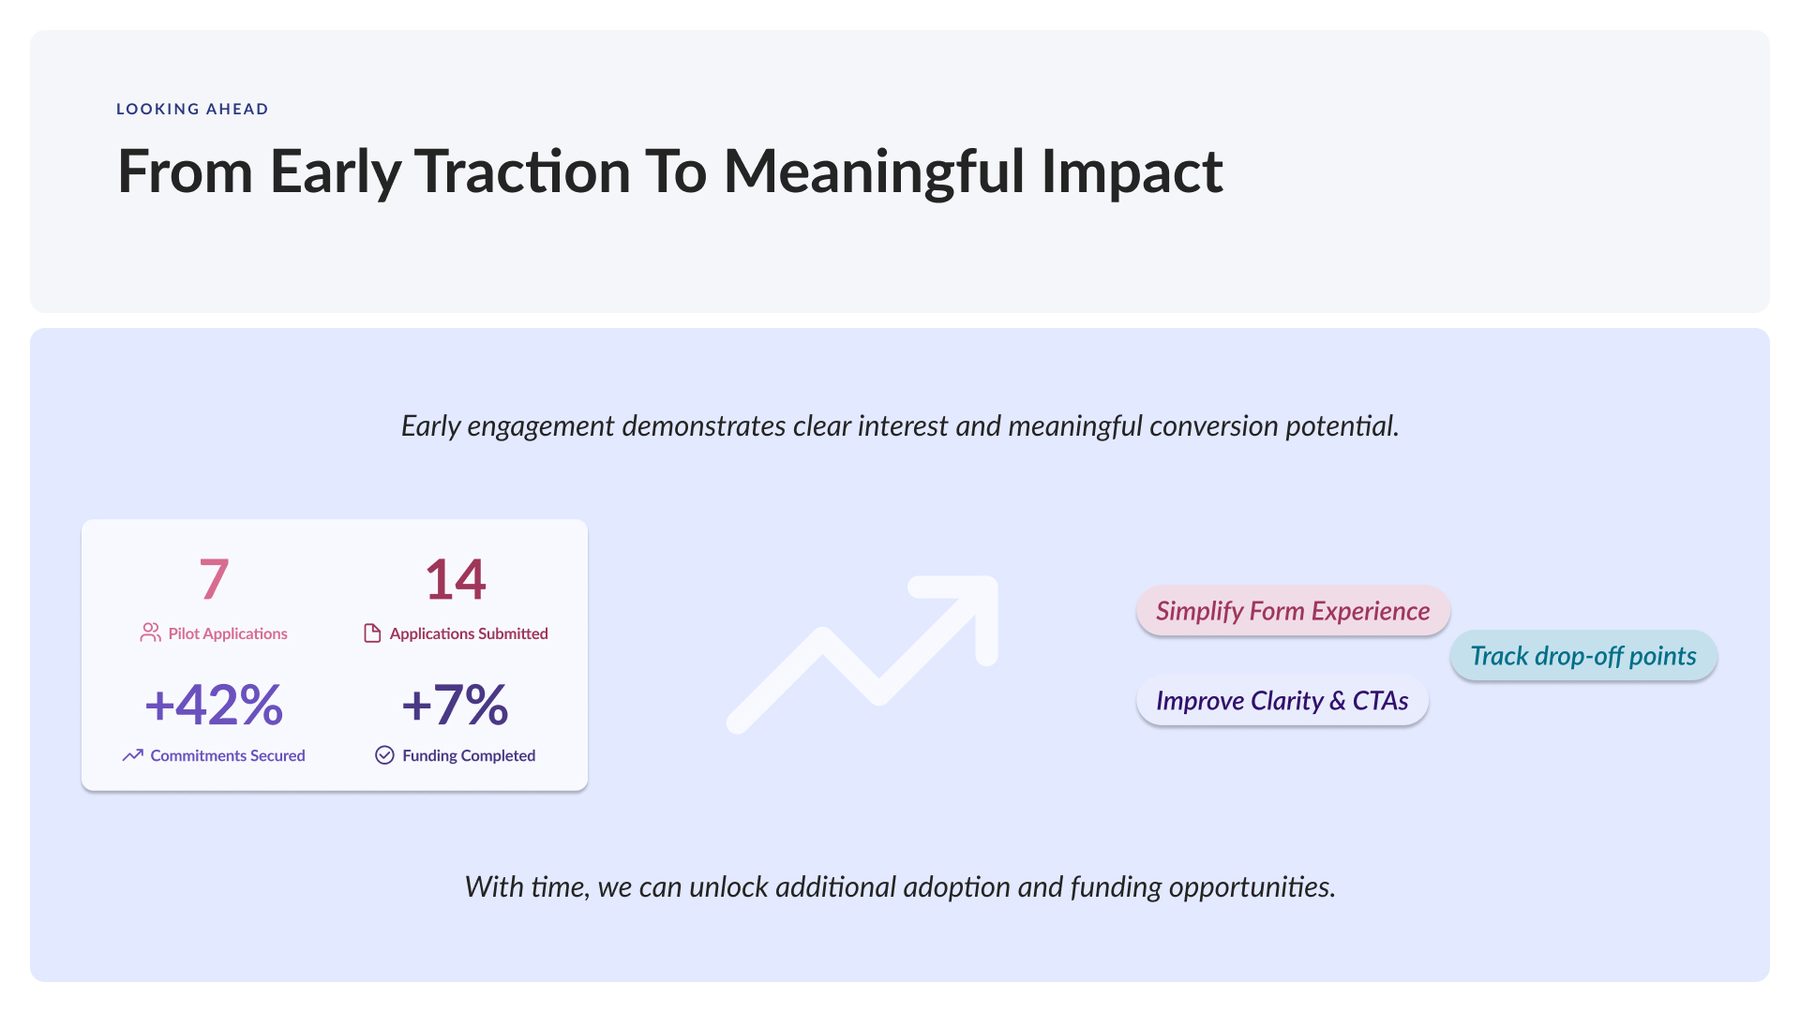 LOOKING AHEAD
From Early Traction To Meaningful Impact
Early engagement demonstrates clear interest and meaningful conversion potential.
7
Pilot Applications
14
Applications Submitted
+42%
Commitments Secured
+7%
Funding Completed
Simplify Form Experience
Track drop-off points
Improve Clarity & CTAs
With time, we can unlock additional adoption and funding opportunities.